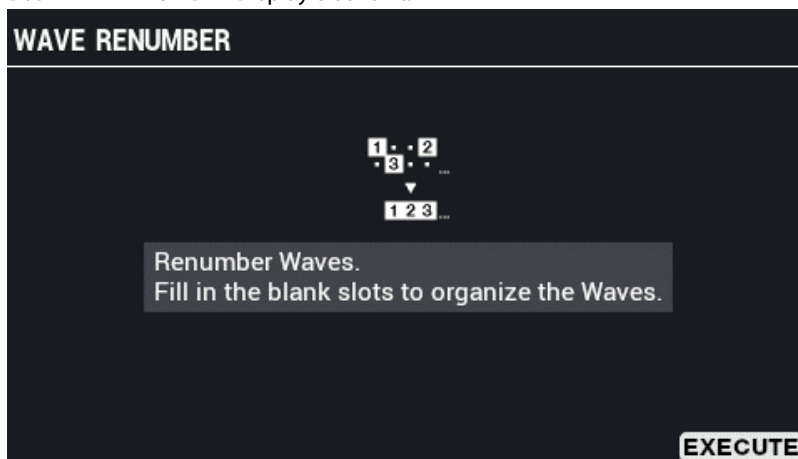 WAVE RENUMBER
1 2
3 ...
1 2 3 ...
Renumber Waves.
Fill in the blank slots to organize the Waves.
EXECUTE